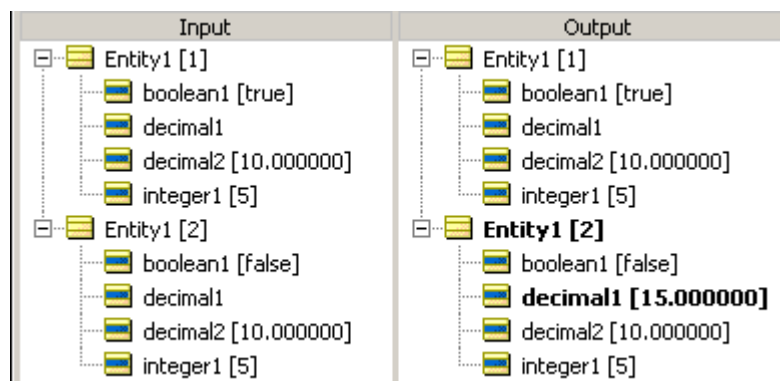 Input
Entity1 [1]
boolean1 [true]
decimal1
decimal2 [10.000000]
integer1 [5]
Entity1 [2]
boolean1 [false]
decimal1
decimal2 [10.000000]
integer1 [5]
Output
Entity1 [1]
boolean1 [true]
decimal1
decimal2 [10.000000]
integer1 [5]
Entity1 [2]
boolean1 [false]
decimal1 [15.000000]
decimal2 [10.000000]
integer1 [5]